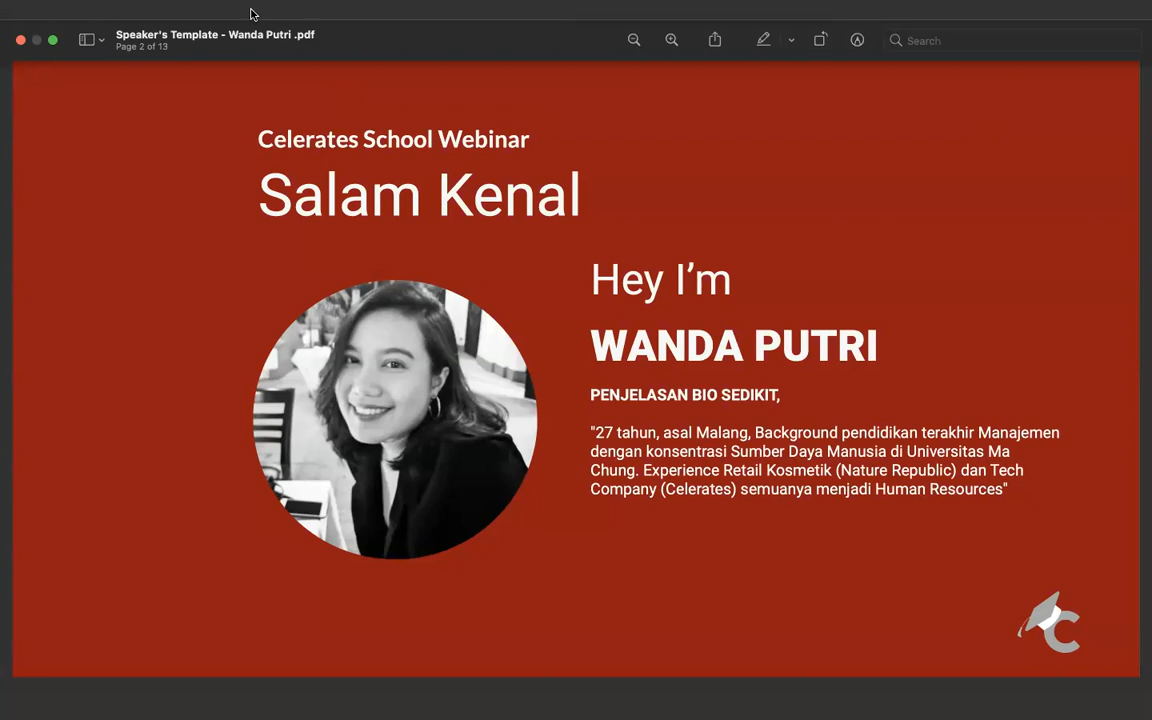 Speaker's Template - Wanda Putri .pdf
Page 2 of 13
Search
Celerates School Webinar
Salam Kenal
Hey I’m
WANDA PUTRI
PENJELASAN BIO SEDIKIT,
"27 tahun, asal Malang, Background pendidikan terakhir Manajemen
dengan konsentrasi Sumber Daya Manusia di Universitas Ma
Chung. Experience Retail Kosmetik (Nature Republic) dan Tech
Company (Celerates) semuanya menjadi Human Resources"
C